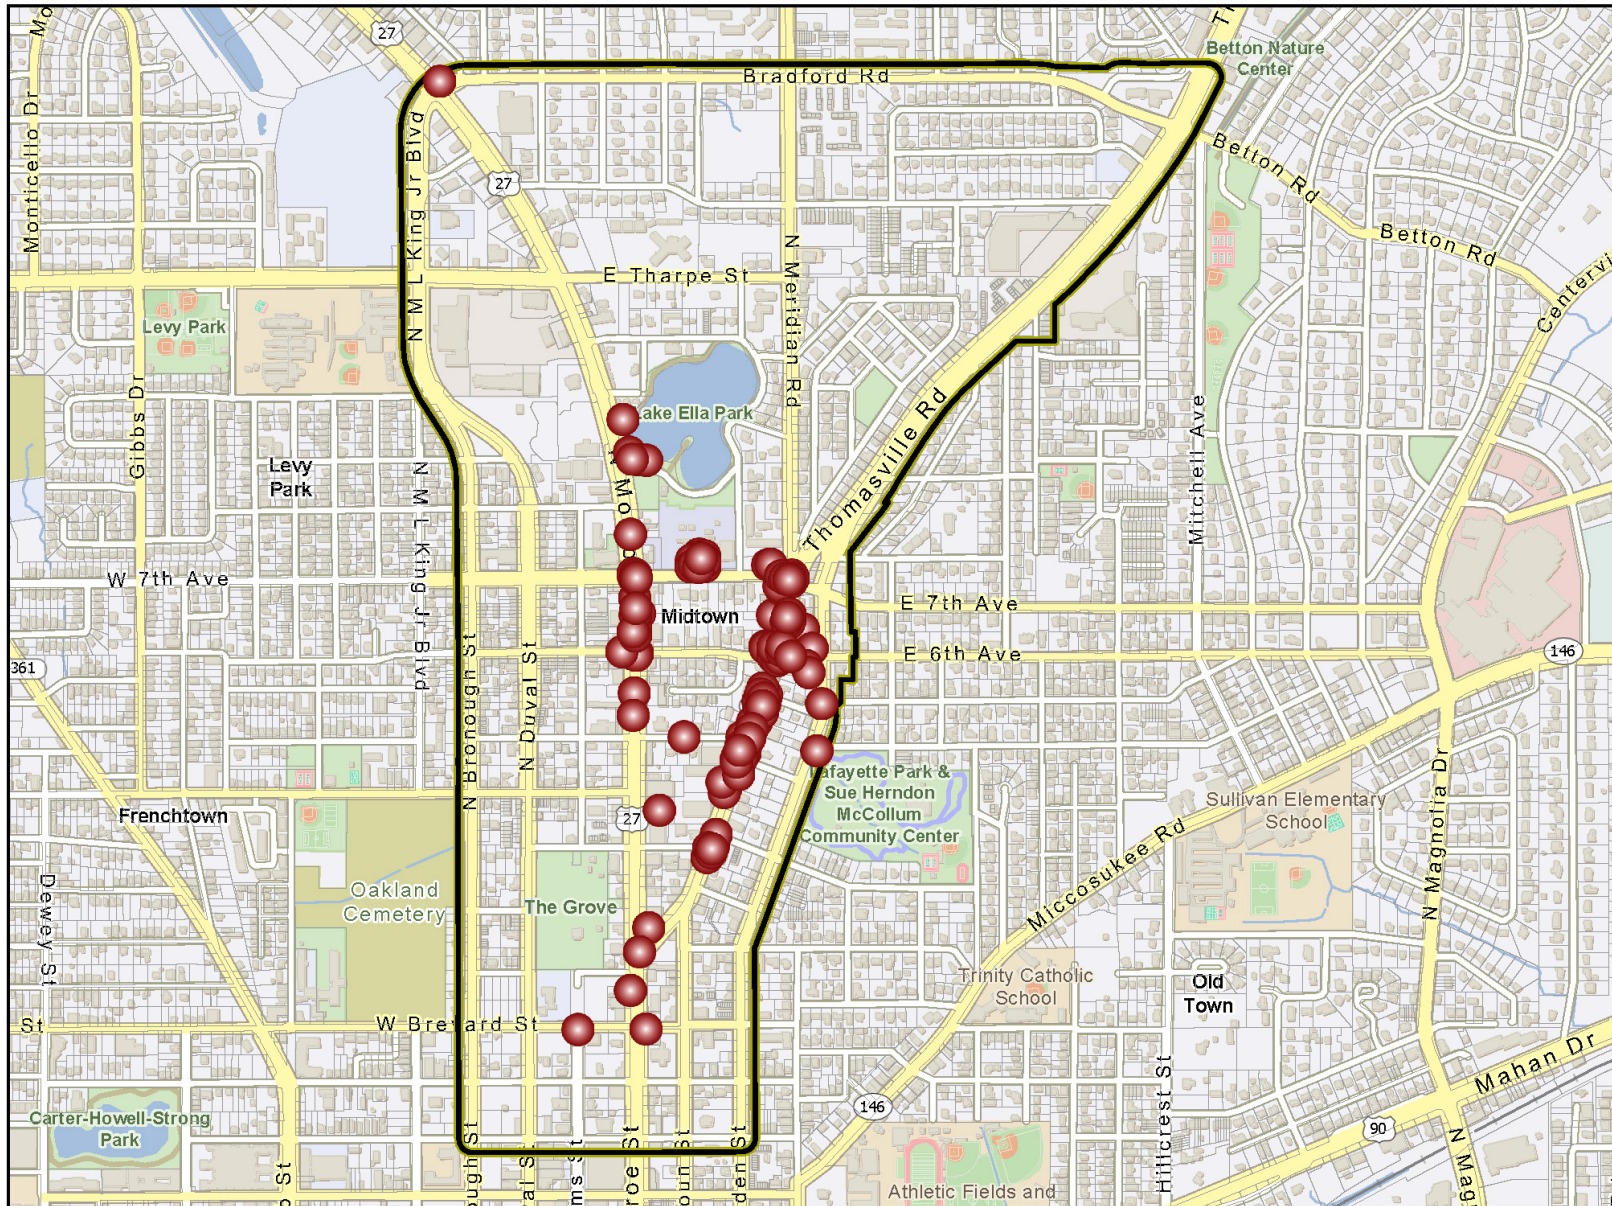 Mo
27
Betton Nature
Center
Bradford Rd
Monticello Dr
N M L King Jr Blvd
27
Betton Rd
Betton Rd
N Meridian Rd
E Tharpe St
Levy Park
Lake Ella Park
Thomasville Rd
Gibbs Dr
Levy
Park
Mitchell Ave
N M L King Jr Blvd
W 7th Ave
E 7th Ave
Midtown
E 6th Ave
361
146
N Bronough St
N Duval St
Lafayette Park &
Sue Herndon
McCollum
Community Center
Sullivan Elementary
School
Frenchtown
27
N Magnolia Dr
Miccosukee Rd
Oakland
Cemetery
The Grove
Dewey St
Trinity Catholic
School
Old
Town
St
W Brevard St
Mahan Dr
146
90
Carter-Howell-Strong
Park
Hillcrest St
Athletic Fields and
N Mag